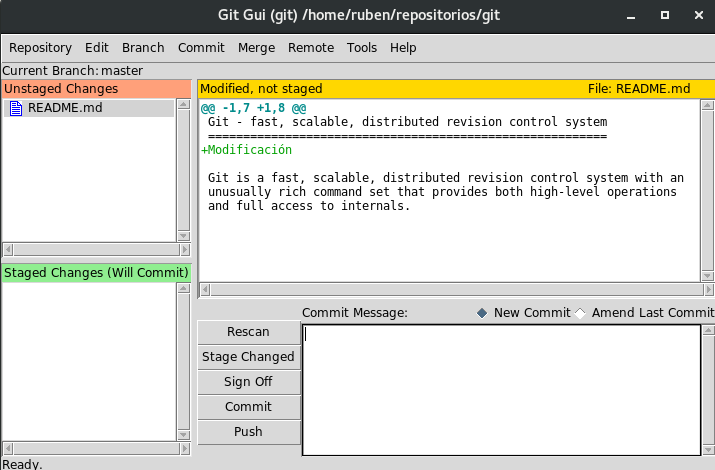 Git Gui (git) /home/ruben/repositorios/git
Repository Edit Branch Commit Merge Remote Tools Help
Current Branch: master
Unstaged Changes
README.md
Modified, not staged File: README.md
@@ -1,7 +1,8 @@
Git - fast, scalable, distributed revision control system
=========================================================
+Modificación
Git is a fast, scalable, distributed revision control system with an
unusually rich command set that provides both high-level operations
and full access to internals.
Staged Changes (Will Commit)
Commit Message: New Commit Amend Last Commit
Rescan
Stage Changed
Sign Off
Commit
Push
Ready.